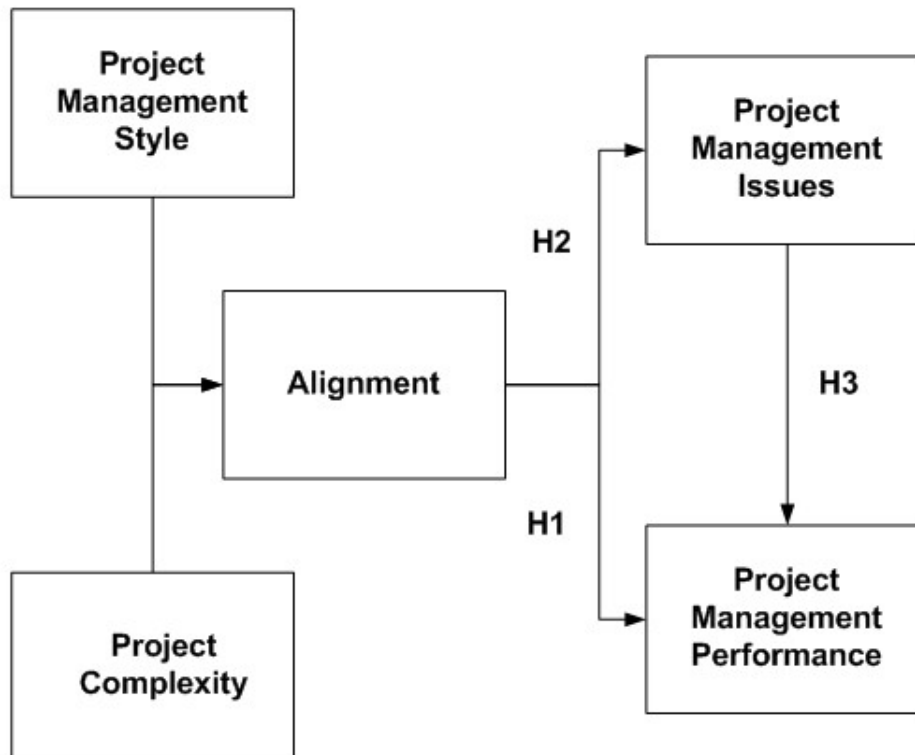 Project
Management
Style
Project
Management
Issues
H2
Alignment
H3
H1
Project
Management
Performance
Project
Complexity